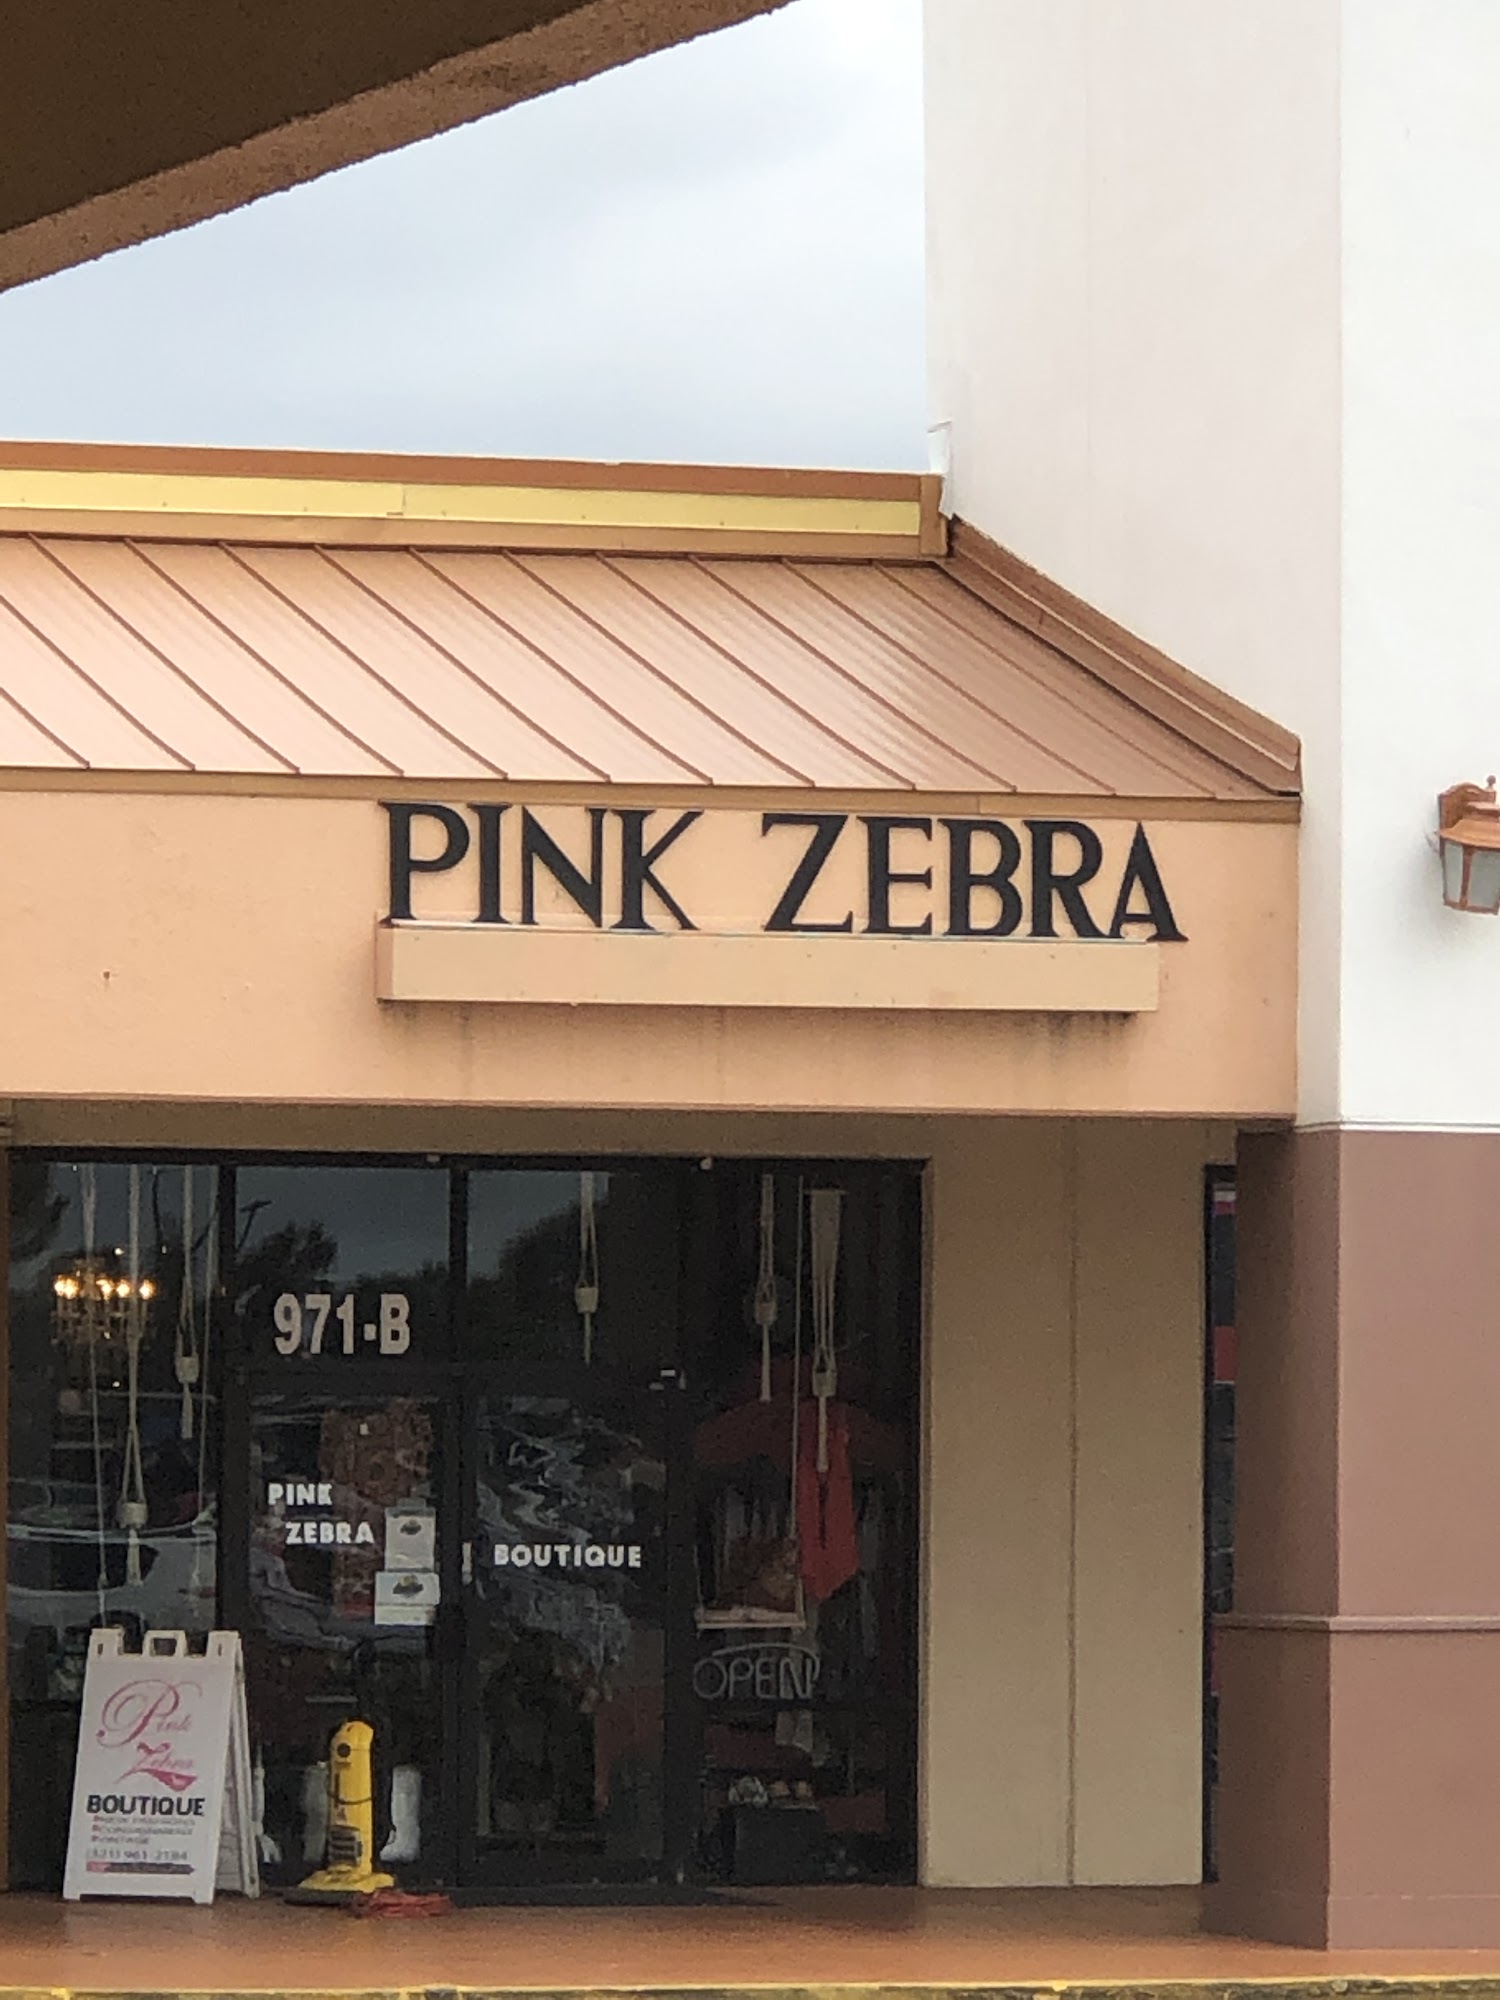 PINK ZEBRA
971-B
PINK
ZEBRA
BOUTIQUE
OPEN
Pink
Zebra
BOUTIQUE